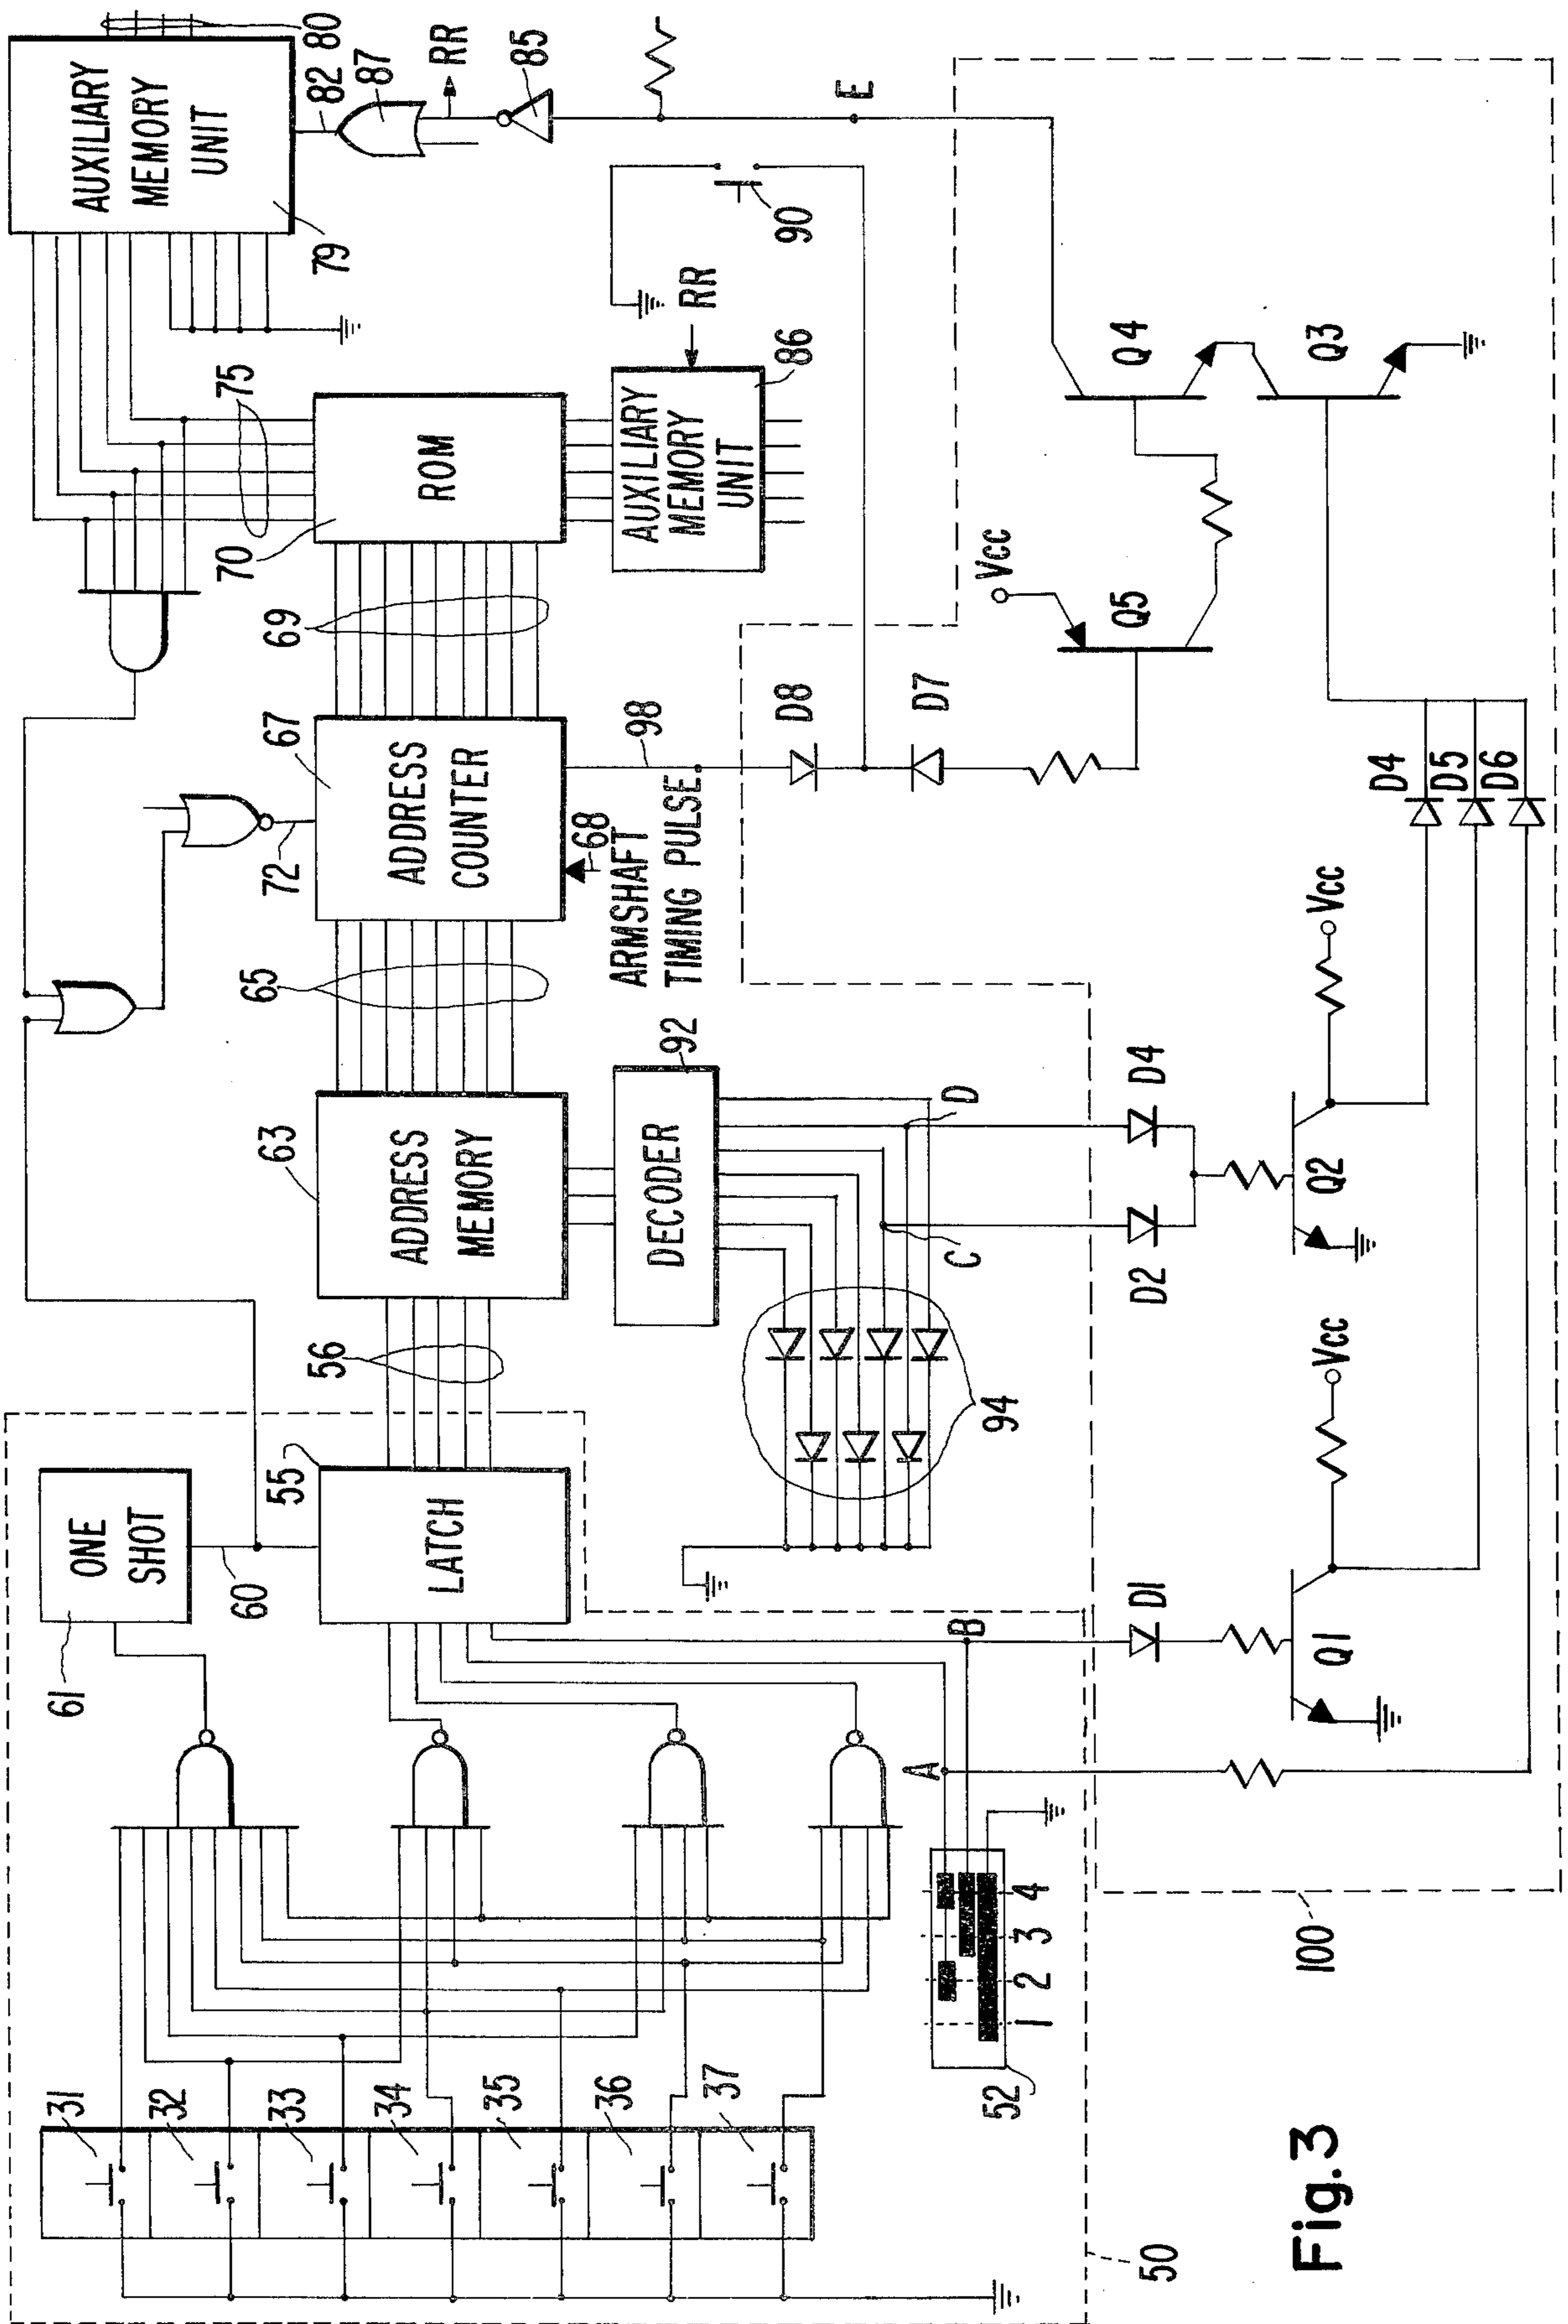 31
32
33
34
35
36
37
61
ONE
SHOT
60
55
LATCH
56
63
ADDRESS
MEMORY
65
72
67
ADDRESS
COUNTER
69
70
ROM
75
79
AUXILIARY
MEMORY
UNIT
80
82
87
RR
85
68
ARMSHAFT
TIMING PULSE
98
AUXILIARY
MEMORY
UNIT
86
RR
90
DECODER
92
94
C
D
E
52
1
2
3
4
A
B
50
100
D1
Q1
Vcc
D2
D4
Q2
Vcc
D8
D7
Vcc
Q5
Q4
Q3
D4
D5
D6
Fig.3